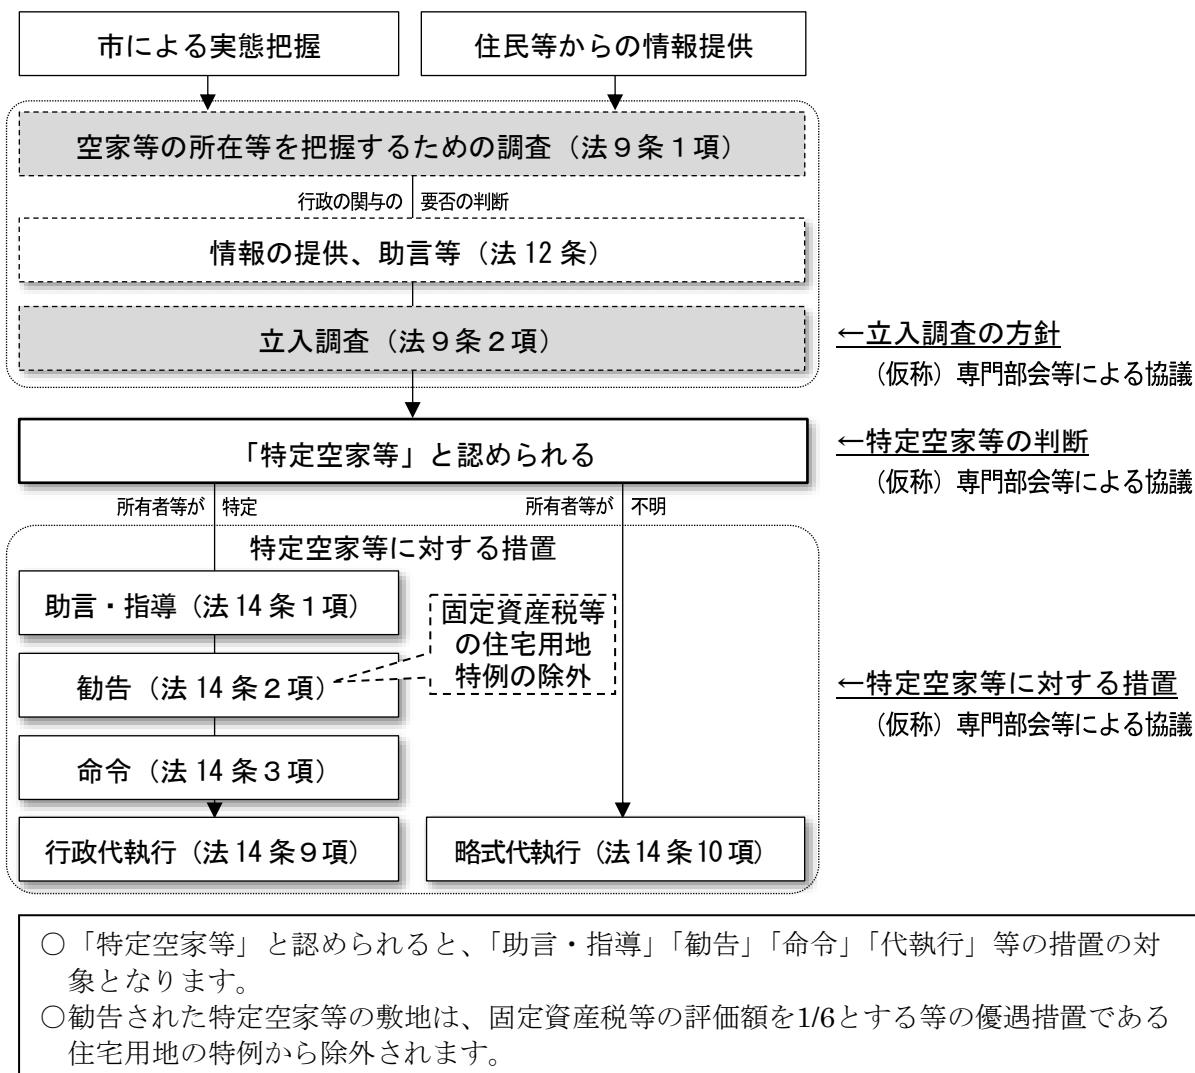 市による実態把握
住民等からの情報提供
空家等の所在等を把握するための調査（法９条１項）
行政の関与の 要否の判断
情報の提供、助言等（法12条）
立入調査（法９条２項）
←立入調査の方針
（仮称）専門部会等による協議
「特定空家等」と認められる
←特定空家等の判断
（仮称）専門部会等による協議
所有者等が 特定
所有者等が 不明
特定空家等に対する措置
助言・指導（法14条１項）
固定資産税等
の住宅用地
特例の除外
勧告（法14条２項）
←特定空家等に対する措置
（仮称）専門部会等による協議
命令（法14条３項）
行政代執行（法14条９項）
略式代執行（法14条10項）
○「特定空家等」と認められると、「助言・指導」「勧告」「命令」「代執行」等の措置の対
象となります。
○勧告された特定空家等の敷地は、固定資産税等の評価額を1/6とする等の優遇措置である
住宅用地の特例から除外されます。